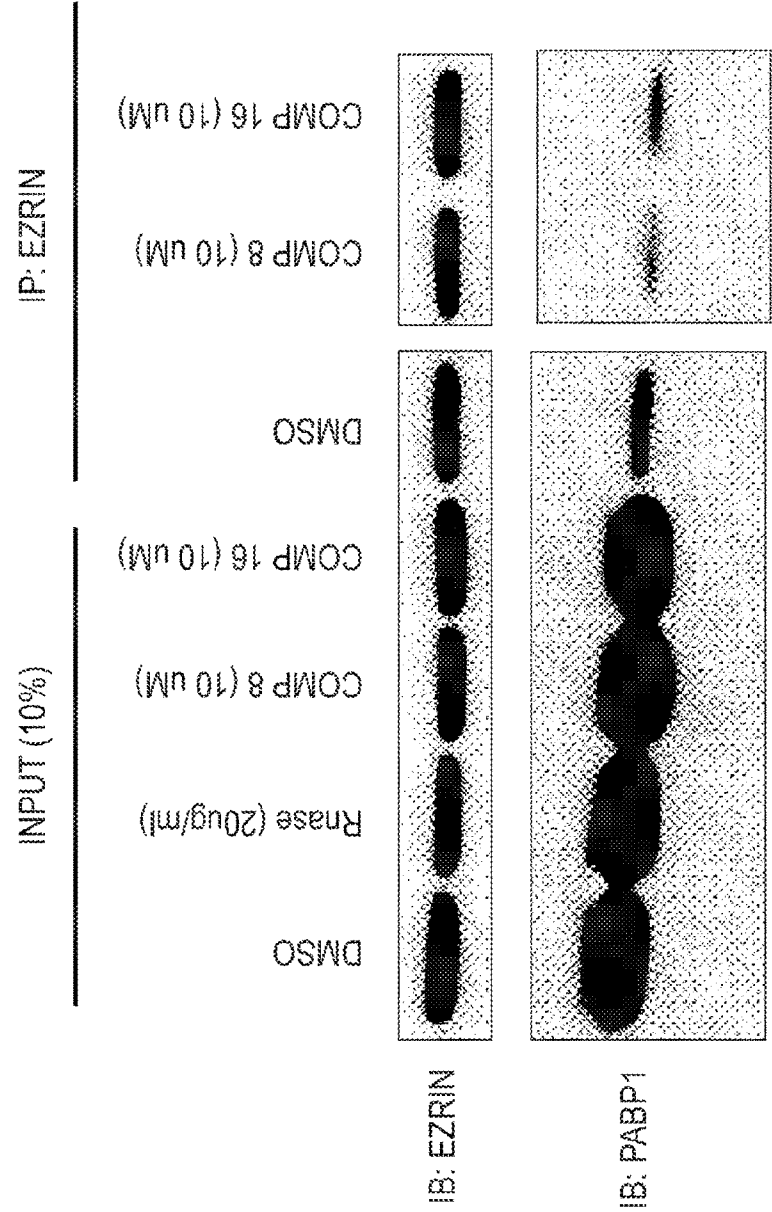 INPUT (10%)
IP: EZRIN
DMSO
Rnase (20ug/ml)
COMP 8 (10 uM)
COMP 16 (10 uM)
DMSO
COMP 8 (10 uM)
COMP 16 (10 uM)
IB: EZRIN
IB: PABP1